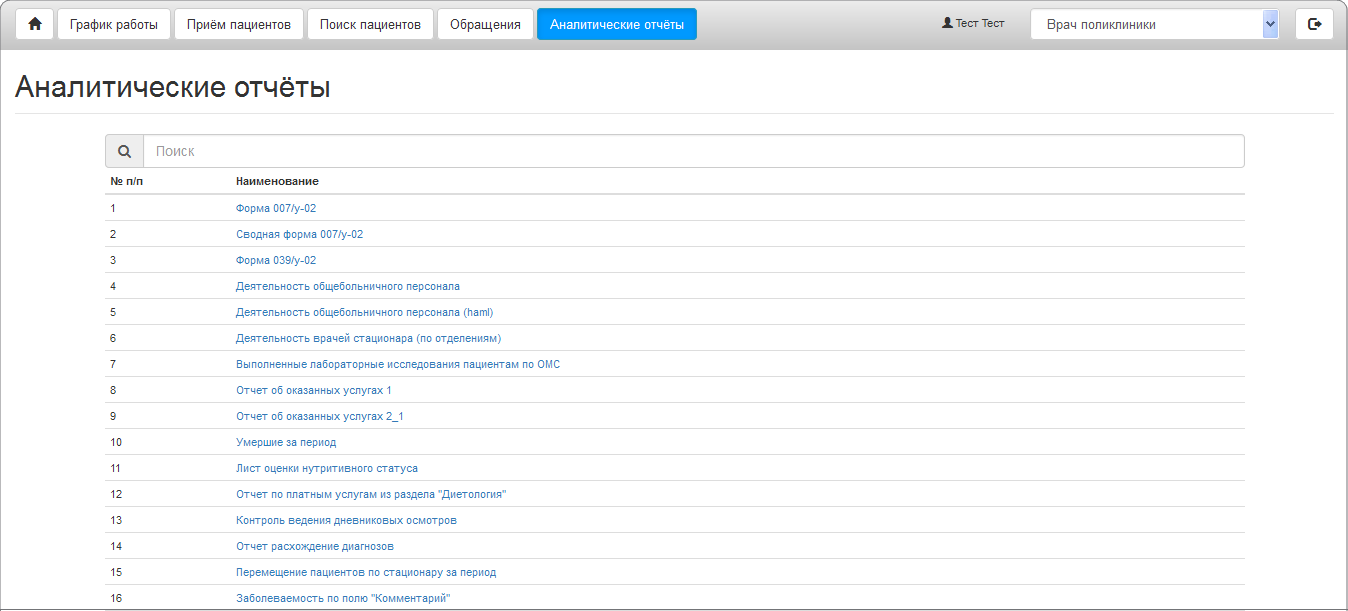 График работы Приём пациентов Поиск пациентов Обращения Аналитические отчёты Тест Тест Врач поликлиники
Аналитические отчёты
Поиск
№ п/п Наименование
1 Форма 007/у-02
2 Сводная форма 007/у-02
3 Форма 039/у-02
4 Деятельность общебольничного персонала
5 Деятельность общебольничного персонала (haml)
6 Деятельность врачей стационара (по отделениям)
7 Выполненные лабораторные исследования пациентам по ОМС
8 Отчет об оказанных услугах 1
9 Отчет об оказанных услугах 2_1
10 Умершие за период
11 Лист оценки нутритивного статуса
12 Отчет по платным услугам из раздела "Диетология"
13 Контроль ведения дневниковых осмотров
14 Отчет расхождение диагнозов
15 Перемещение пациентов по стационару за период
16 Заболеваемость по полю "Комментарий"